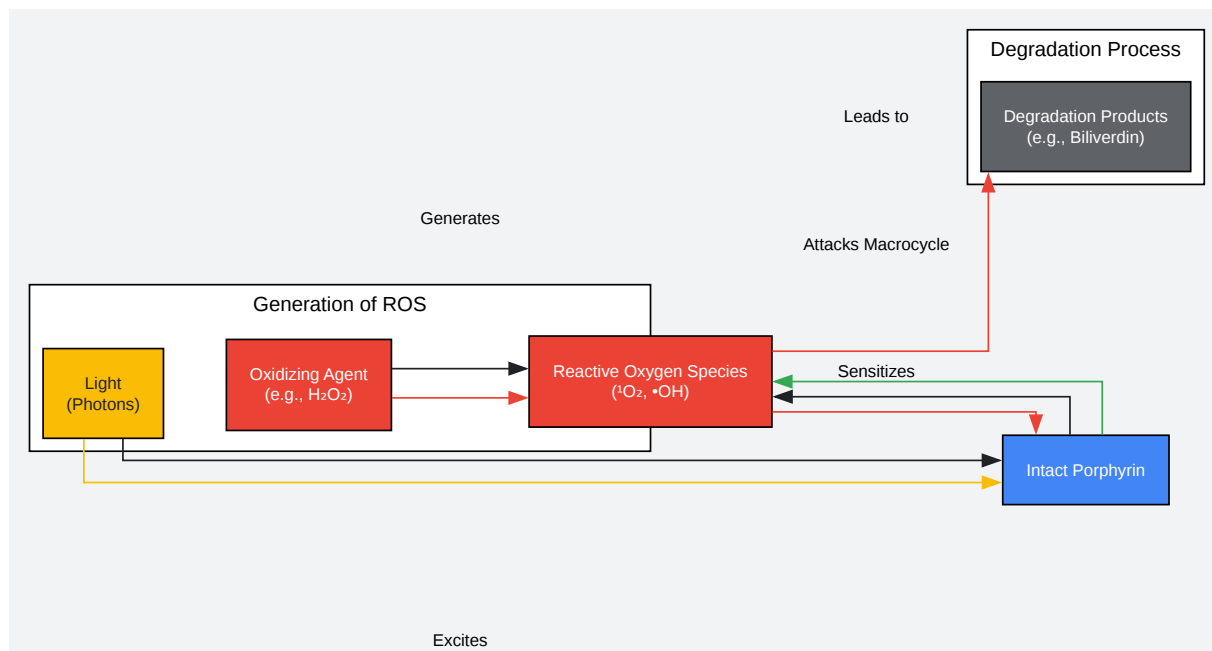 Degradation Process
Degradation Products
(e.g., Biliverdin)
Leads to
Generates
Attacks Macrocycle
Generation of ROS
Light
(Photons)
Oxidizing Agent
(e.g., H₂O₂)
Reactive Oxygen Species
(¹O₂, •OH)
Sensitizes
Intact Porphyrin
Excites